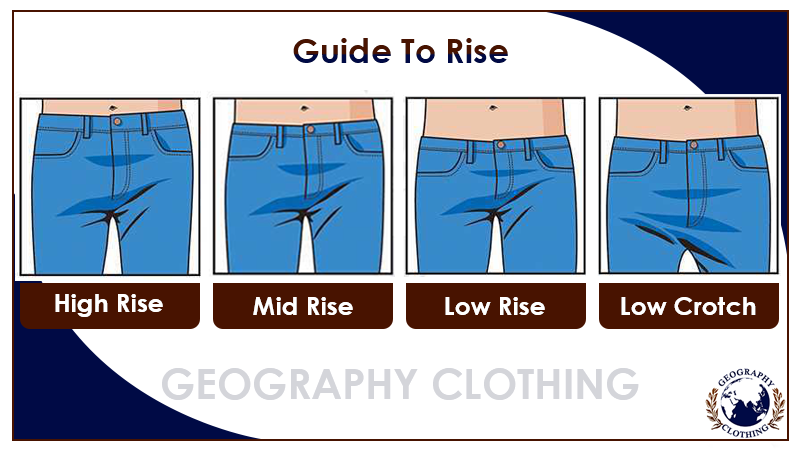 Guide To Rise
High Rise
Mid Rise
Low Rise
Low Crotch
GEOGRAPHY CLOTHING
GEOGRAPHY
CLOTHING